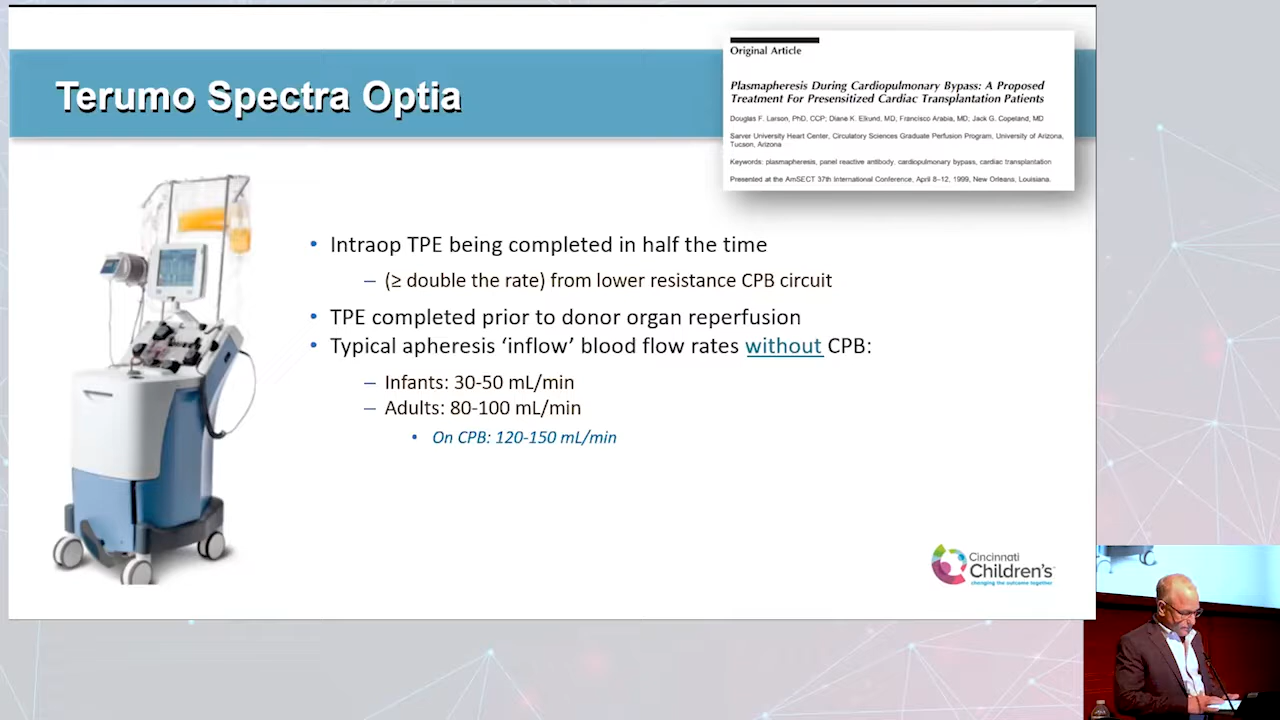 Terumo Spectra Optia
Original Article
Plasmapheresis During Cardiopulmonary Bypass: A Proposed
Treatment For Presensitized Cardiac Transplantation Patients
Douglas F. Larson, PhD, CCP; Diane K. Elkund, MD, Francisco Arabia, MD; Jack G. Copeland, MD
Sarver University Heart Center, Circulatory Sciences Graduate Perfusion Program, University of Arizona,
Tucson, Arizona
Keywords: plasmapheresis, panel reactive antibody, cardiopulmonary bypass, cardiac transplantation
Presented at the AmSECT 37th International Conference, April 8–12, 1999, New Orleans, Louisiana.
• Intraop TPE being completed in half the time
– (≥ double the rate) from lower resistance CPB circuit
• TPE completed prior to donor organ reperfusion
• Typical apheresis ‘inflow’ blood flow rates without CPB:
– Infants: 30-50 mL/min
– Adults: 80-100 mL/min
• On CPB: 120-150 mL/min
Cincinnati
Children's™
changing the outcome together